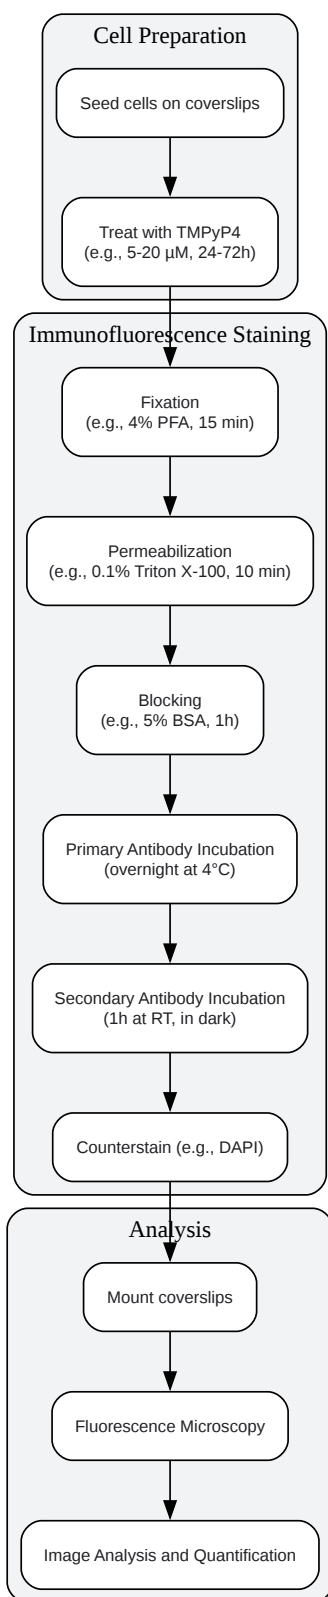 Cell Preparation
Seed cells on coverslips
Treat with TMPyP4
(e.g., 5-20 µM, 24-72h)
Immunofluorescence Staining
Fixation
(e.g., 4% PFA, 15 min)
Permeabilization
(e.g., 0.1% Triton X-100, 10 min)
Blocking
(e.g., 5% BSA, 1h)
Primary Antibody Incubation
(overnight at 4°C)
Secondary Antibody Incubation
(1h at RT, in dark)
Counterstain (e.g., DAPI)
Analysis
Mount coverslips
Fluorescence Microscopy
Image Analysis and Quantification